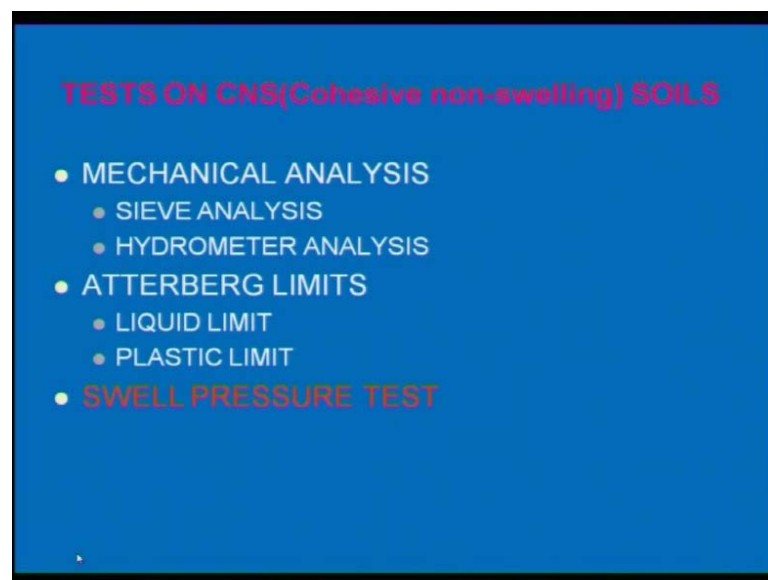 TESTS ON CNS(Cohesive non-swelling) SOILS
MECHANICAL ANALYSIS
SIEVE ANALYSIS
HYDROMETER ANALYSIS
ATTERBERG LIMITS
LIQUID LIMIT
PLASTIC LIMIT
SWELL PRESSURE TEST